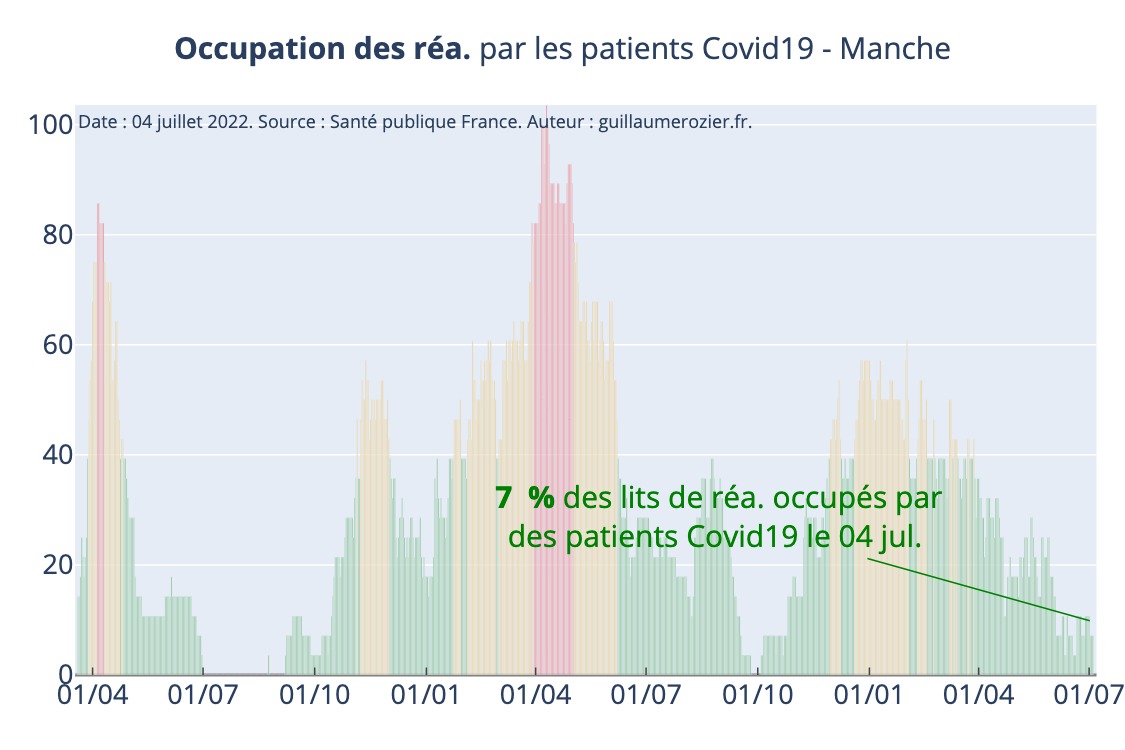 Occupation des réa. par les patients Covid19 - Manche
100
Date : 04 juillet 2022. Source : Santé publique France. Auteur : guillaumerozier.fr.
80
60
40
7 % des lits de réa. occupés par
des patients Covid19 le 04 jul.
20
0
01/04 01/07 01/10 01/01 01/04 01/07 01/10 01/01 01/04 01/07